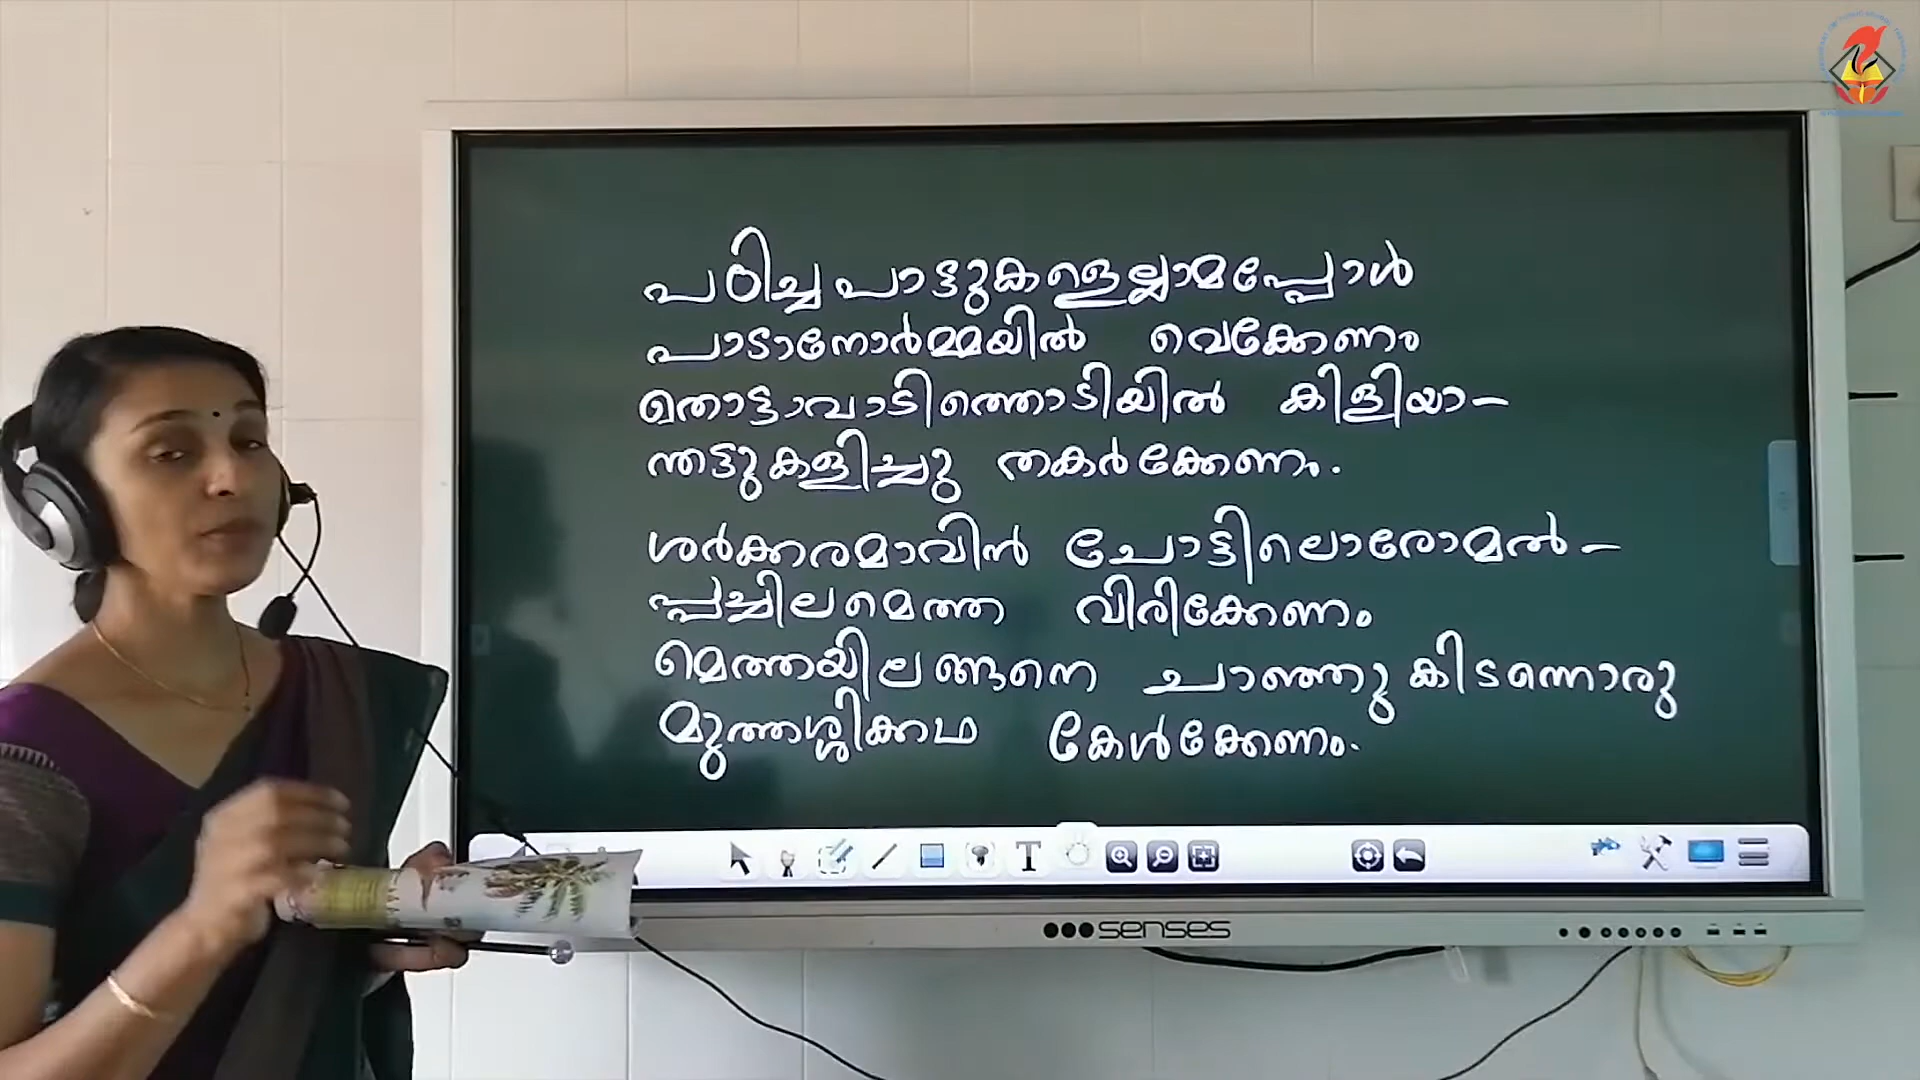 പഠിച്ച പാട്ടുകളെല്ലാമപ്പോൾ
പാടാനോർമ്മയിൽ വെക്കേണം
തൊട്ടാവാടിത്തൊടിയിൽ കിളിയാ-
ന്തട്ടുകളിച്ചു തകർക്കേണം.
ശർക്കരമാവിൻ ചോട്ടിലൊരോമൽ-
പ്പച്ചിലമെത്ത വിരിക്കേണം
മെത്തയിലങ്ങനെ ചാഞ്ഞുകിടന്നൊരു
മുത്തശ്ശിക്കഥ കേൾക്കേണം.
T
senses